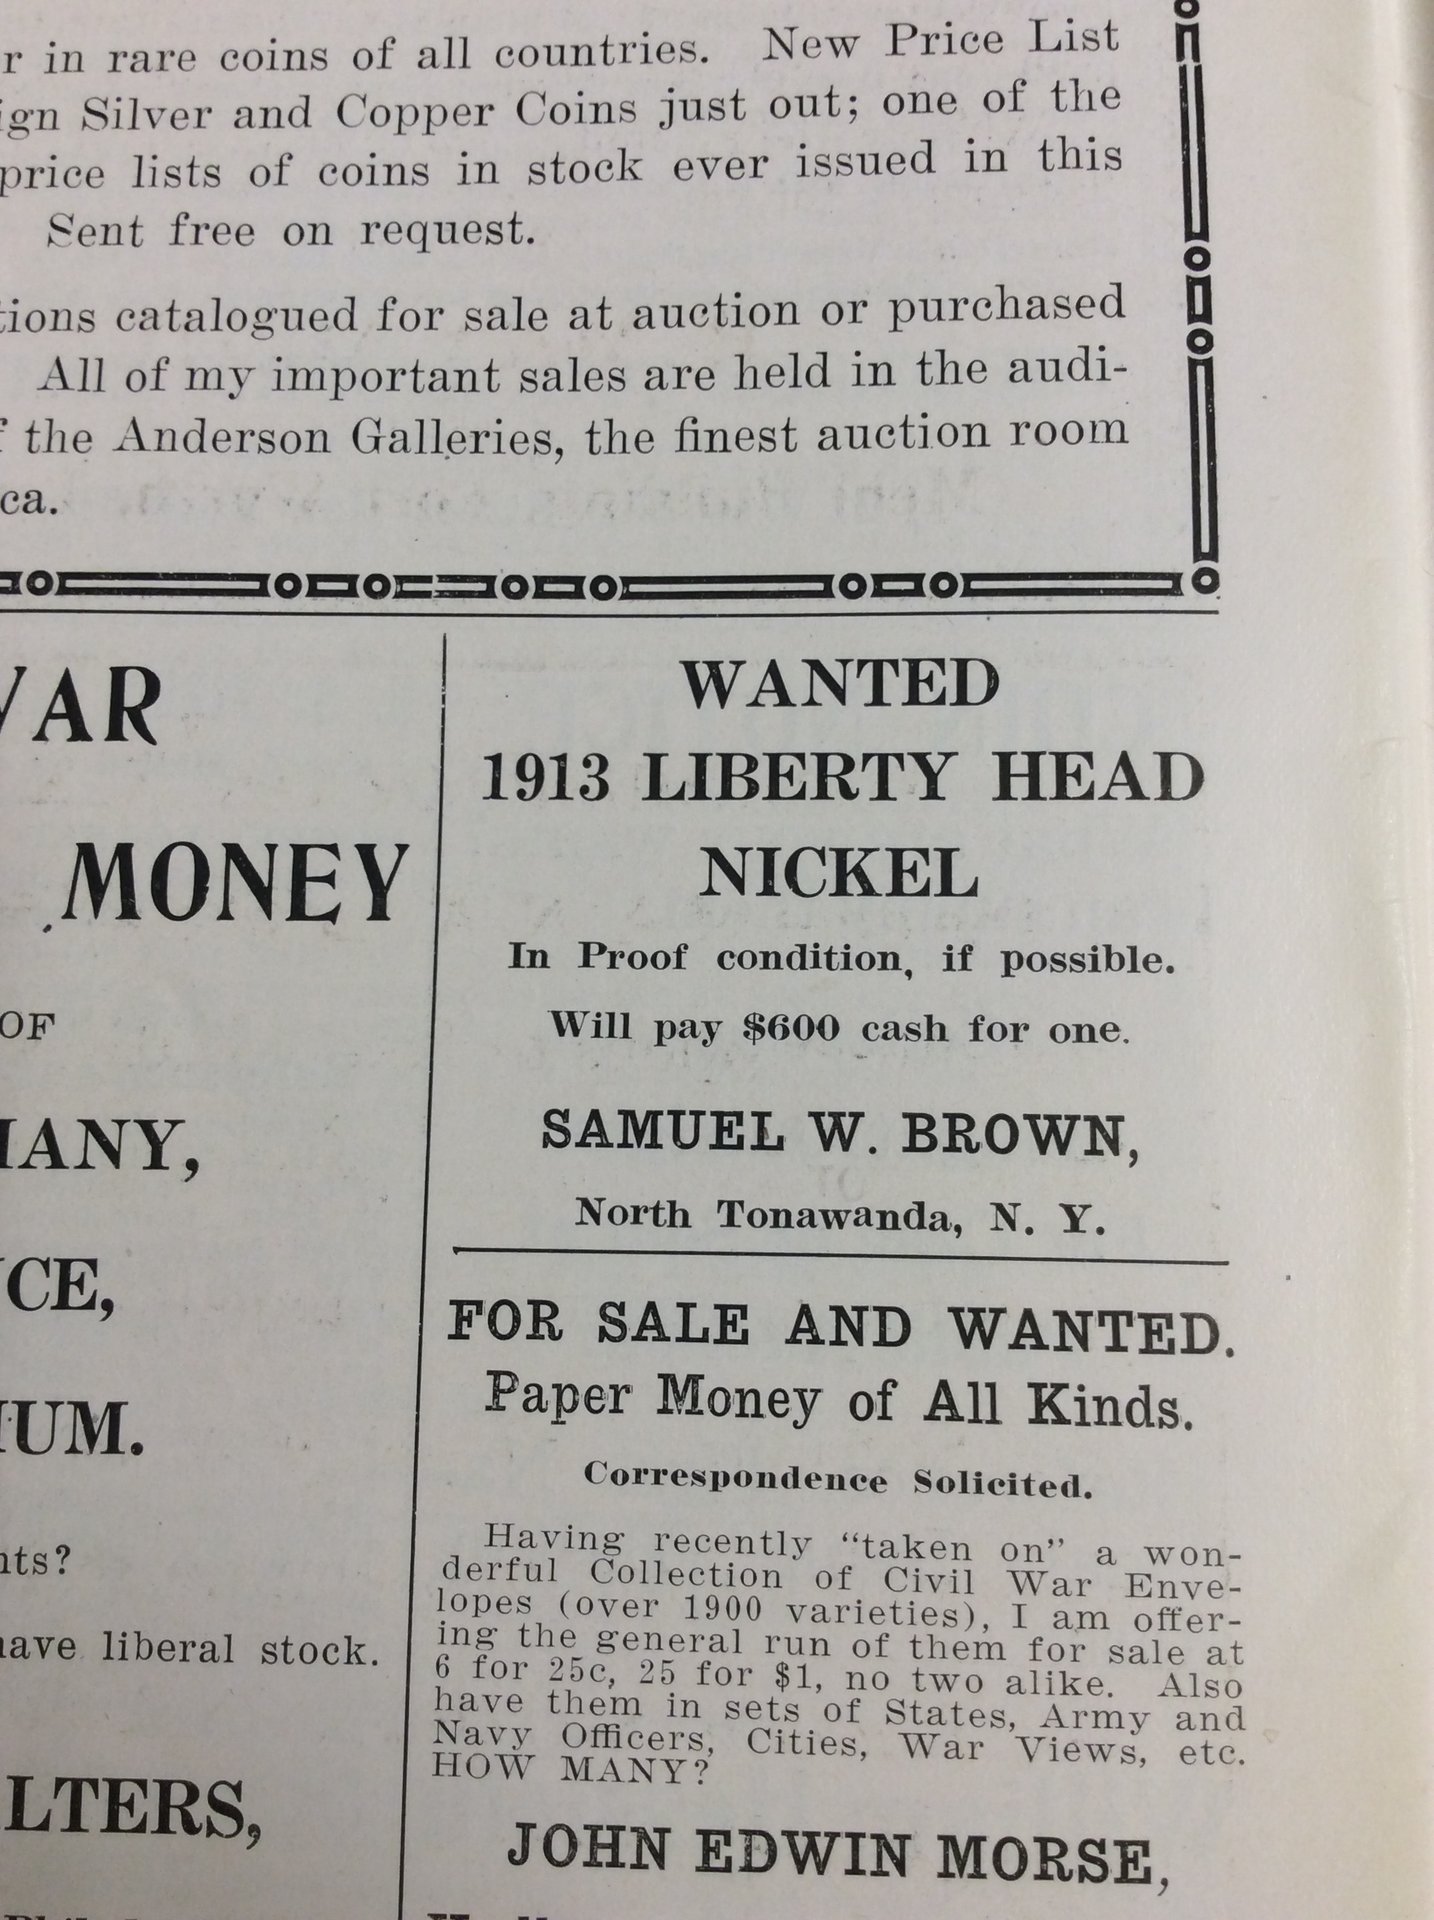 in rare coins of all countries. New Price List
Silver and Copper Coins just out; one of the
price lists of coins in stock ever issued in this
Sent free on request.
catalogued for sale at auction or purchased
All of my important sales are held in the audi-
the Anderson Galleries, the finest auction room
WAR
MONEY
OF
WANTED
1913 LIBERTY HEAD
NICKEL
In Proof condition, if possible.
Will pay $600 cash for one.
SAMUEL W. BROWN,
North Tonawanda, N. Y.
have liberal stock.
FOR SALE AND WANTED.
Paper Money of All Kinds.
Correspondence Solicited.
Having recently "taken on" a won-
derful Collection of Civil War Enve-
lopes (over 1900 varieties), I am offer-
ing the general run of them for sale at
6 for 25c, 25 for $1, no two alike. Also
have them in sets of States, Army and
Navy Officers, Cities, War Views, etc.
HOW MANY?
JOHN EDWIN MORSE,